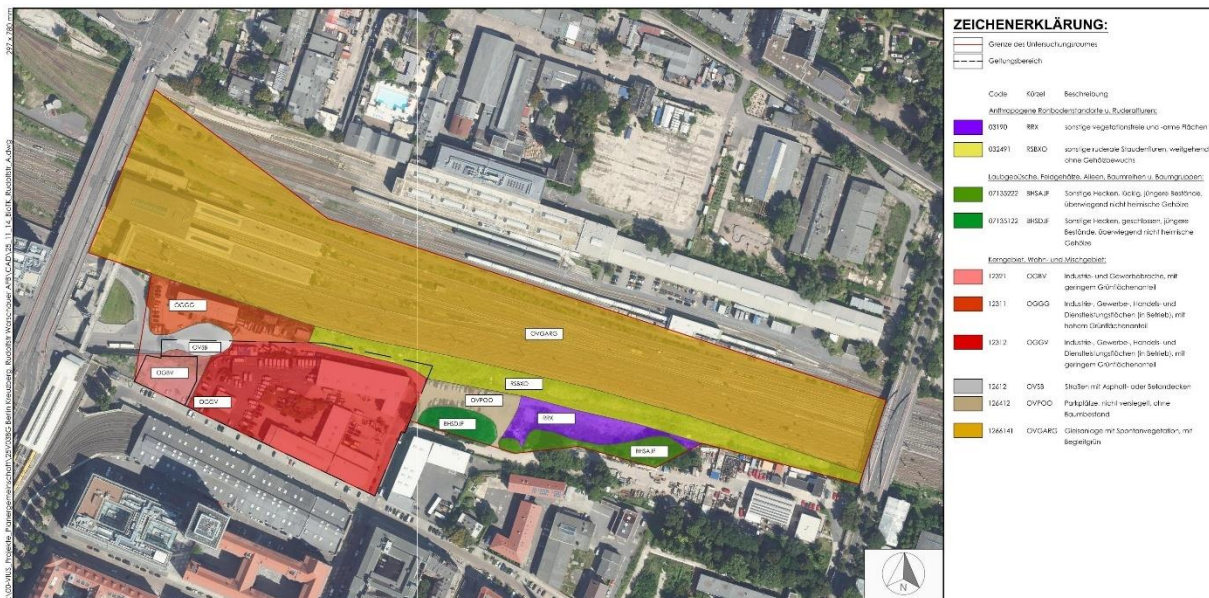 297 x 780 mm
ZEICHENERKLÄRUNG:
Grenze des Untersuchungsraumes
Geltungsbereich
Code Kürzel Beschreibung
Anthropogene Rohbodenstandorte u. Ruderalfluren:
03190 RRX sonstige vegetationsfreie und -arme Flächen
032491 RSBXO sonstige ruderale Staudenfluren, weitgehend
ohne Gehölzbewuchs
Laubgebüsche, Feldgehölze, Alleen, Baumreihen u. Baumgruppen:
07135222 BHSAJF Sonstige Hecken, lückig, jüngere Bestände,
überwiegend nicht heimische Gehölze
07135122 BHSDJF Sonstige Hecken, geschlossen, jüngere
Bestände, überwiegend nicht heimische
Gehölze
Kerngebiet, Wohn- und Mischgebiet:
12321 OGBV Industrie- und Gewerbebrache, mit
geringem Grünflächenanteil
12311 OGGG Industrie-, Gewerbe-, Handels- und
Dienstleistungsflächen (in Betrieb), mit
hohem Grünflächenanteil
12312 OGGV Industrie-, Gewerbe-, Handels- und
Dienstleistungsflächen (in Betrieb), mit
geringem Grünflächenanteil
12612 OVSB Straßen mit Asphalt- oder Betondecken
126412 OVPOO Parkplätze, nicht versiegelt, ohne
Baumbestand
1266141 OVGARG Gleisanlage mit Spontanvegetation, mit
Begleitgrün
OGGG
OVGARG
OVSB
OGBV
RSBXO
OVPOO
OGGV
RRX
BHSDJF
BHSAJF
N